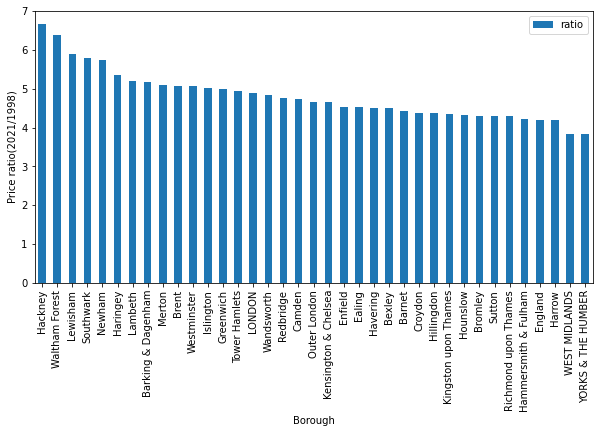 ratio
Price ratio(2021/1998)
7
6
5
4
3
2
1
0
Hackney
Waltham Forest
Lewisham
Southwark
Newham
Haringey
Lambeth
Barking & Dagenham
Merton
Brent
Westminster
Islington
Greenwich
Tower Hamlets
LONDON
Wandsworth
Redbridge
Camden
Outer London
Kensington & Chelsea
Enfield
Ealing
Havering
Bexley
Barnet
Croydon
Hillingdon
Kingston upon Thames
Hounslow
Bromley
Sutton
Richmond upon Thames
Hammersmith & Fulham
England
Harrow
WEST MIDLANDS
YORKS & THE HUMBER
Borough